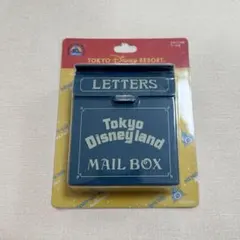 TOKYO Disney RESORT
LETTERS
Tokyo
Disneyland
MAIL BOX